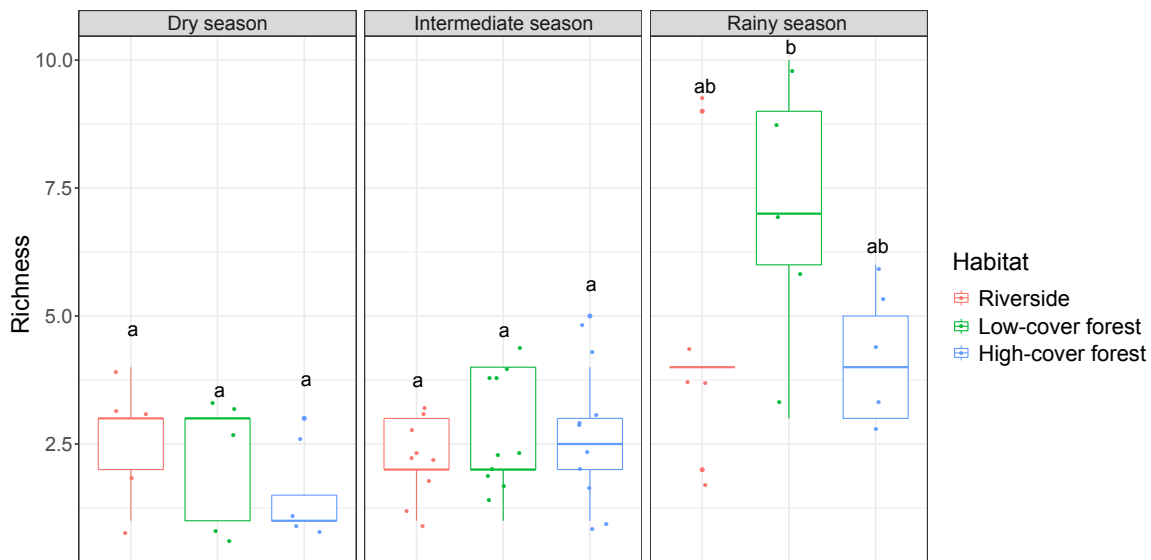 Dry season
Intermediate season
Rainy season
Richness
10.0
7.5
5.0
2.5
a
a
a
a
a
a
ab
b
ab
Habitat
Riverside
Low-cover forest
High-cover forest